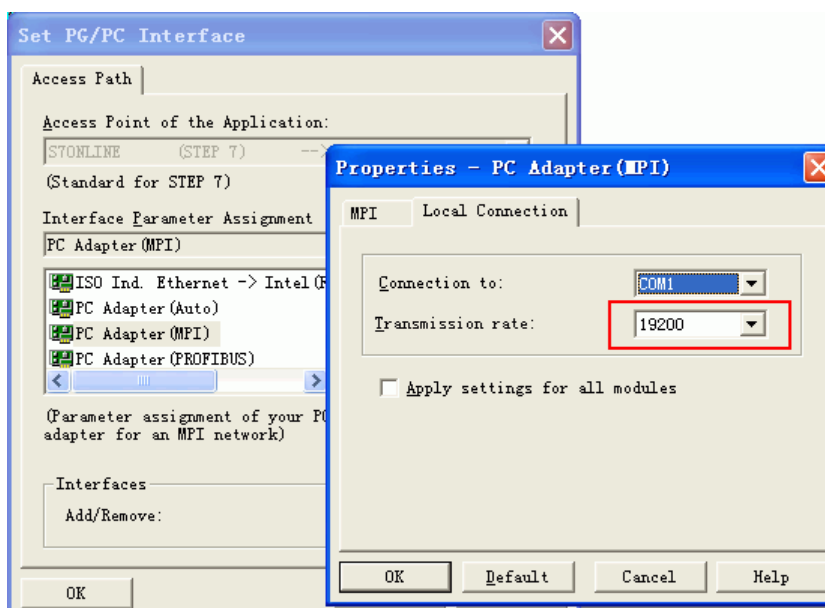 Set PG/PC Interface
Access Path
Access Point of the Application:
S7ONLINE (STEP 7) -->
(Standard for STEP 7)
Interface Parameter Assignment
PC Adapter(MPI)
ISO Ind. Ethernet -> Intel(R
PC Adapter(Auto)
PC Adapter(MPI)
PC Adapter(PROFIBUS)
(Parameter assignment of your PC
adapter for an MPI network)
Interfaces
Add/Remove:
OK
Properties - PC Adapter(MPI)
MPI
Local Connection
Connection to:
COM1
Transmission rate:
19200
Apply settings for all modules
OK
Default
Cancel
Help